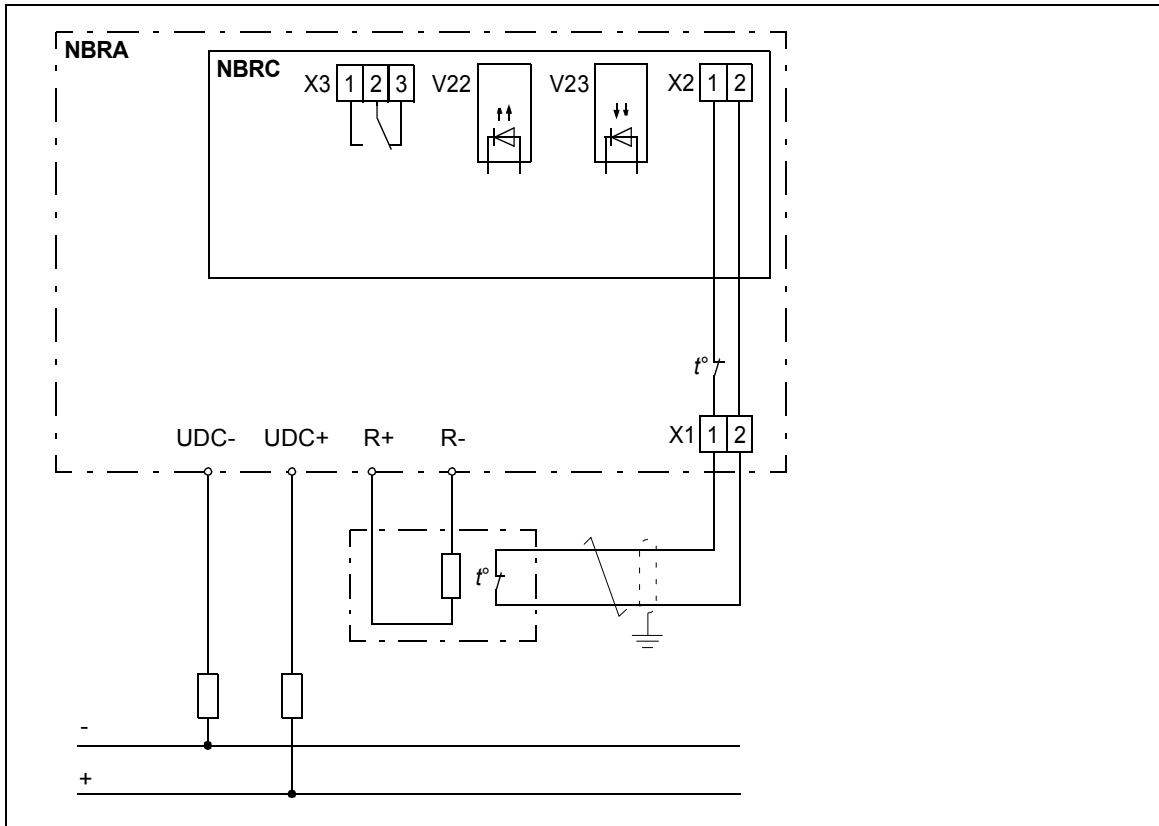 NBRA
NBRC
X3 1 2 3
V22
V23
X2 1 2
t°
X1 1 2
UDC- UDC+ R+ R-
t°
-
+